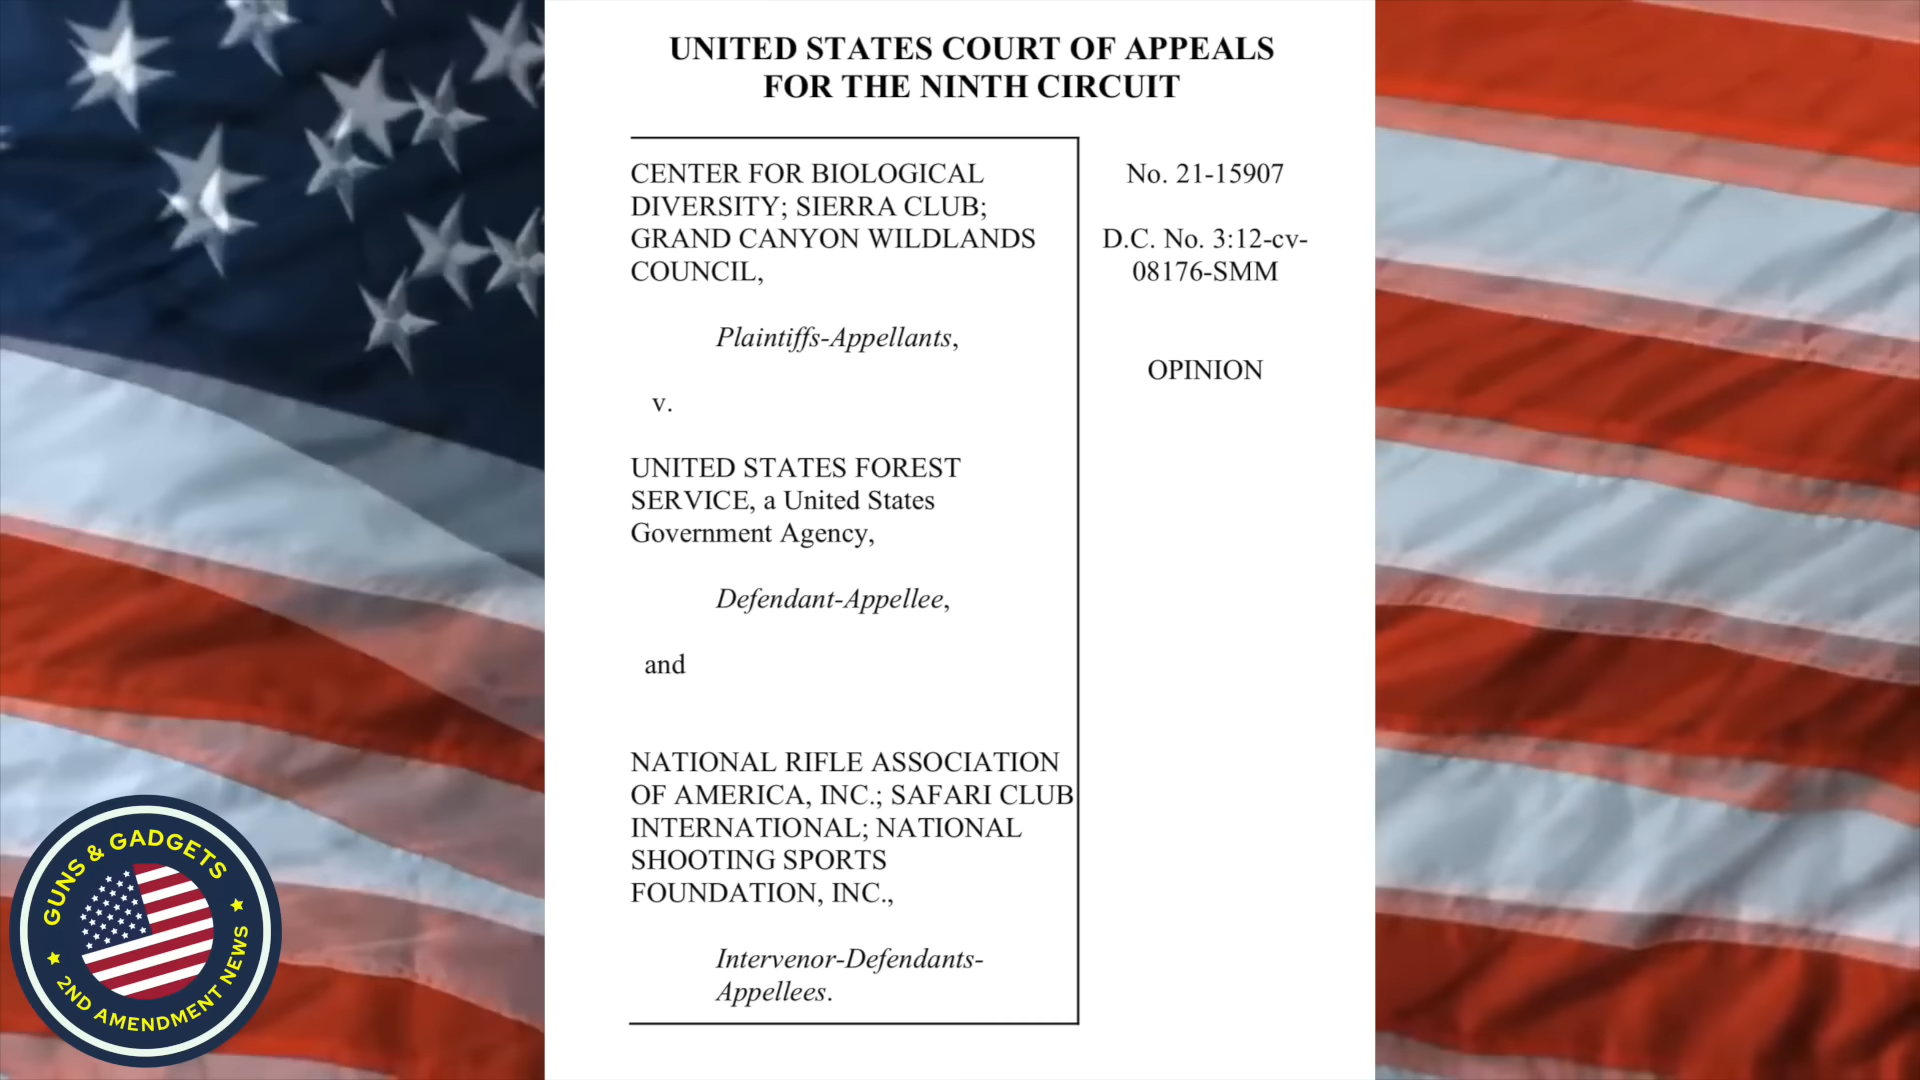 UNITED STATES COURT OF APPEALS
FOR THE NINTH CIRCUIT
CENTER FOR BIOLOGICAL
DIVERSITY; SIERRA CLUB;
GRAND CANYON WILDLANDS
COUNCIL,
Plaintiffs-Appellants,
v.
UNITED STATES FOREST
SERVICE, a United States
Government Agency,
Defendant-Appellee,
and
NATIONAL RIFLE ASSOCIATION
OF AMERICA, INC.; SAFARI CLUB
INTERNATIONAL; NATIONAL
SHOOTING SPORTS
FOUNDATION, INC.,
Intervenor-Defendants-
Appellees.
No. 21-15907
D.C. No. 3:12-cv-
08176-SMM
OPINION
GUNS & GADGETS
2ND AMENDMENT NEWS